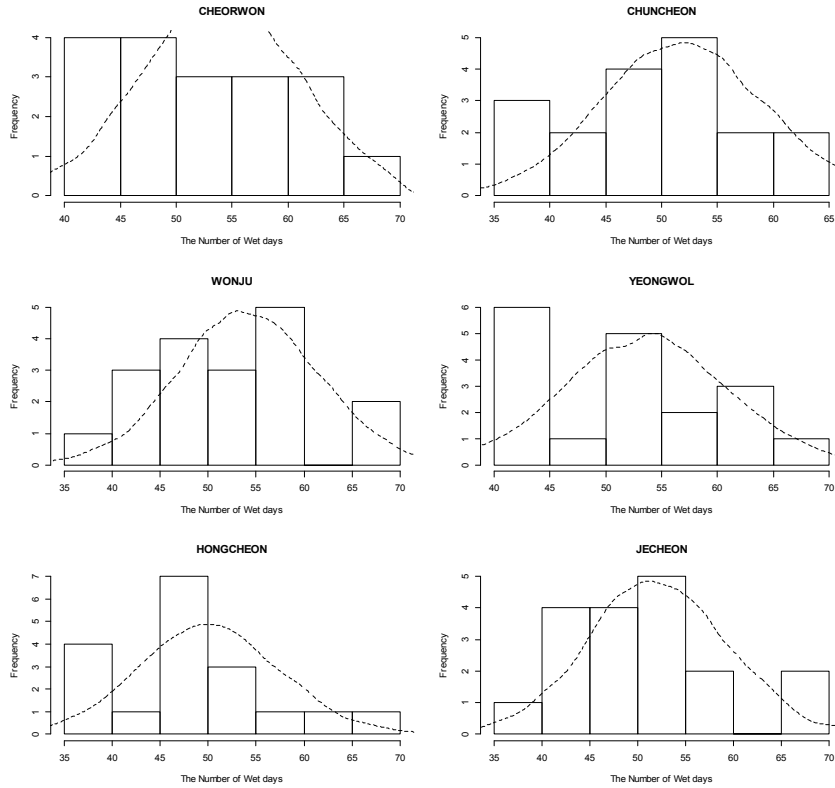 CHEORWON
Frequency
0 1 2 3 4
40 45 50 55 60 65 70
The Number of Wet days
CHUNCHEON
Frequency
0 1 2 3 4 5
35 40 45 50 55 60 65
The Number of Wet days
WONJU
Frequency
0 1 2 3 4 5
35 40 45 50 55 60 65 70
The Number of Wet days
YEONGWOL
Frequency
0 1 2 3 4 5 6
40 45 50 55 60 65 70
The Number of Wet days
HONGCHEON
Frequency
0 1 2 3 4 5 6 7
35 40 45 50 55 60 65 70
The Number of Wet days
JECHEON
Frequency
0 1 2 3 4 5
35 40 45 50 55 60 65 70
The Number of Wet days